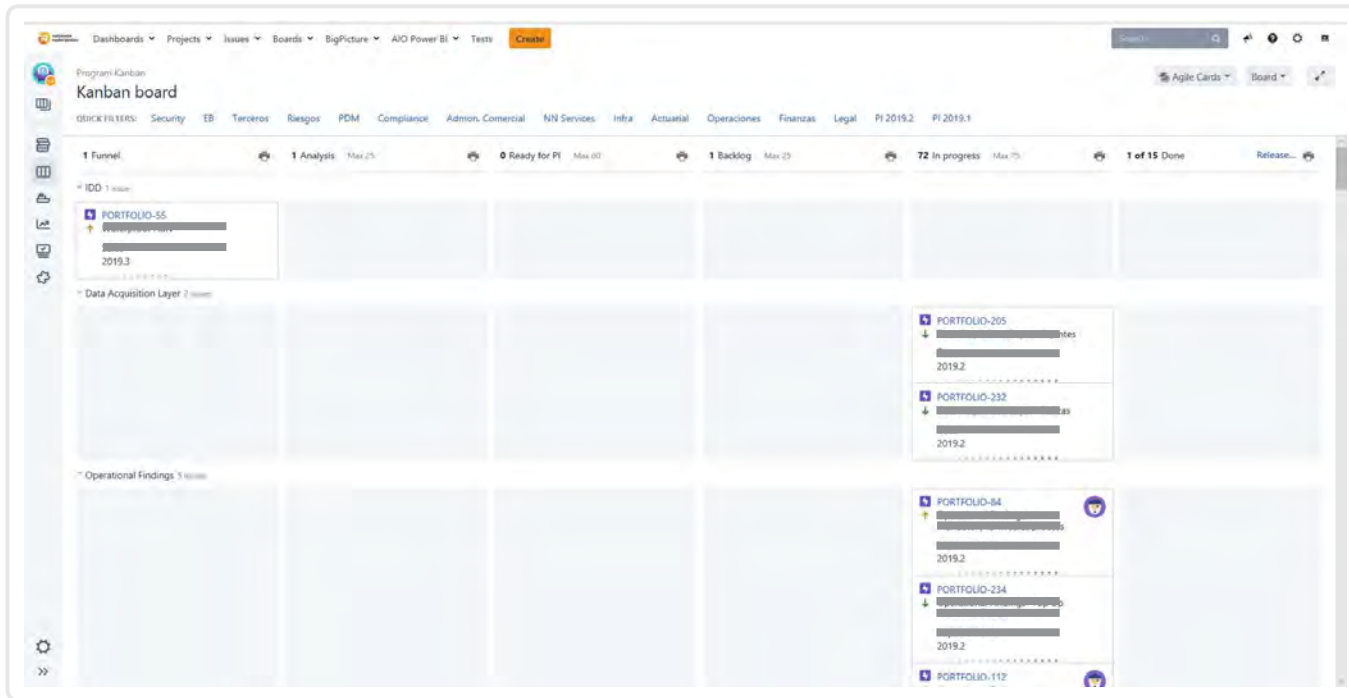 Dashboards Projects Issues Boards BigPicture AIO Power BI Tests Create Search
Program Kanban
Kanban board
Agile Cards Board
QUICK FILTERS: Security EB Terceros Riesgos PDM Compliance Admon. Comercial NN Services Infra Actuarial Operaciones Finanzas Legal PI 2019.2 PI 2019.1
1 Funnel 1 Analysis Max 25 0 Ready for PI Max 60 1 Backlog Max 25 72 In progress Max 75 1 of 15 Done Release...
IDD 1 issue
PORTFOLIO-55
2019.3
Data Acquisition Layer 2 issues
PORTFOLIO-205
2019.2
PORTFOLIO-232
2019.2
Operational Findings 5 issues
PORTFOLIO-84
2019.2
PORTFOLIO-234
2019.2
PORTFOLIO-112